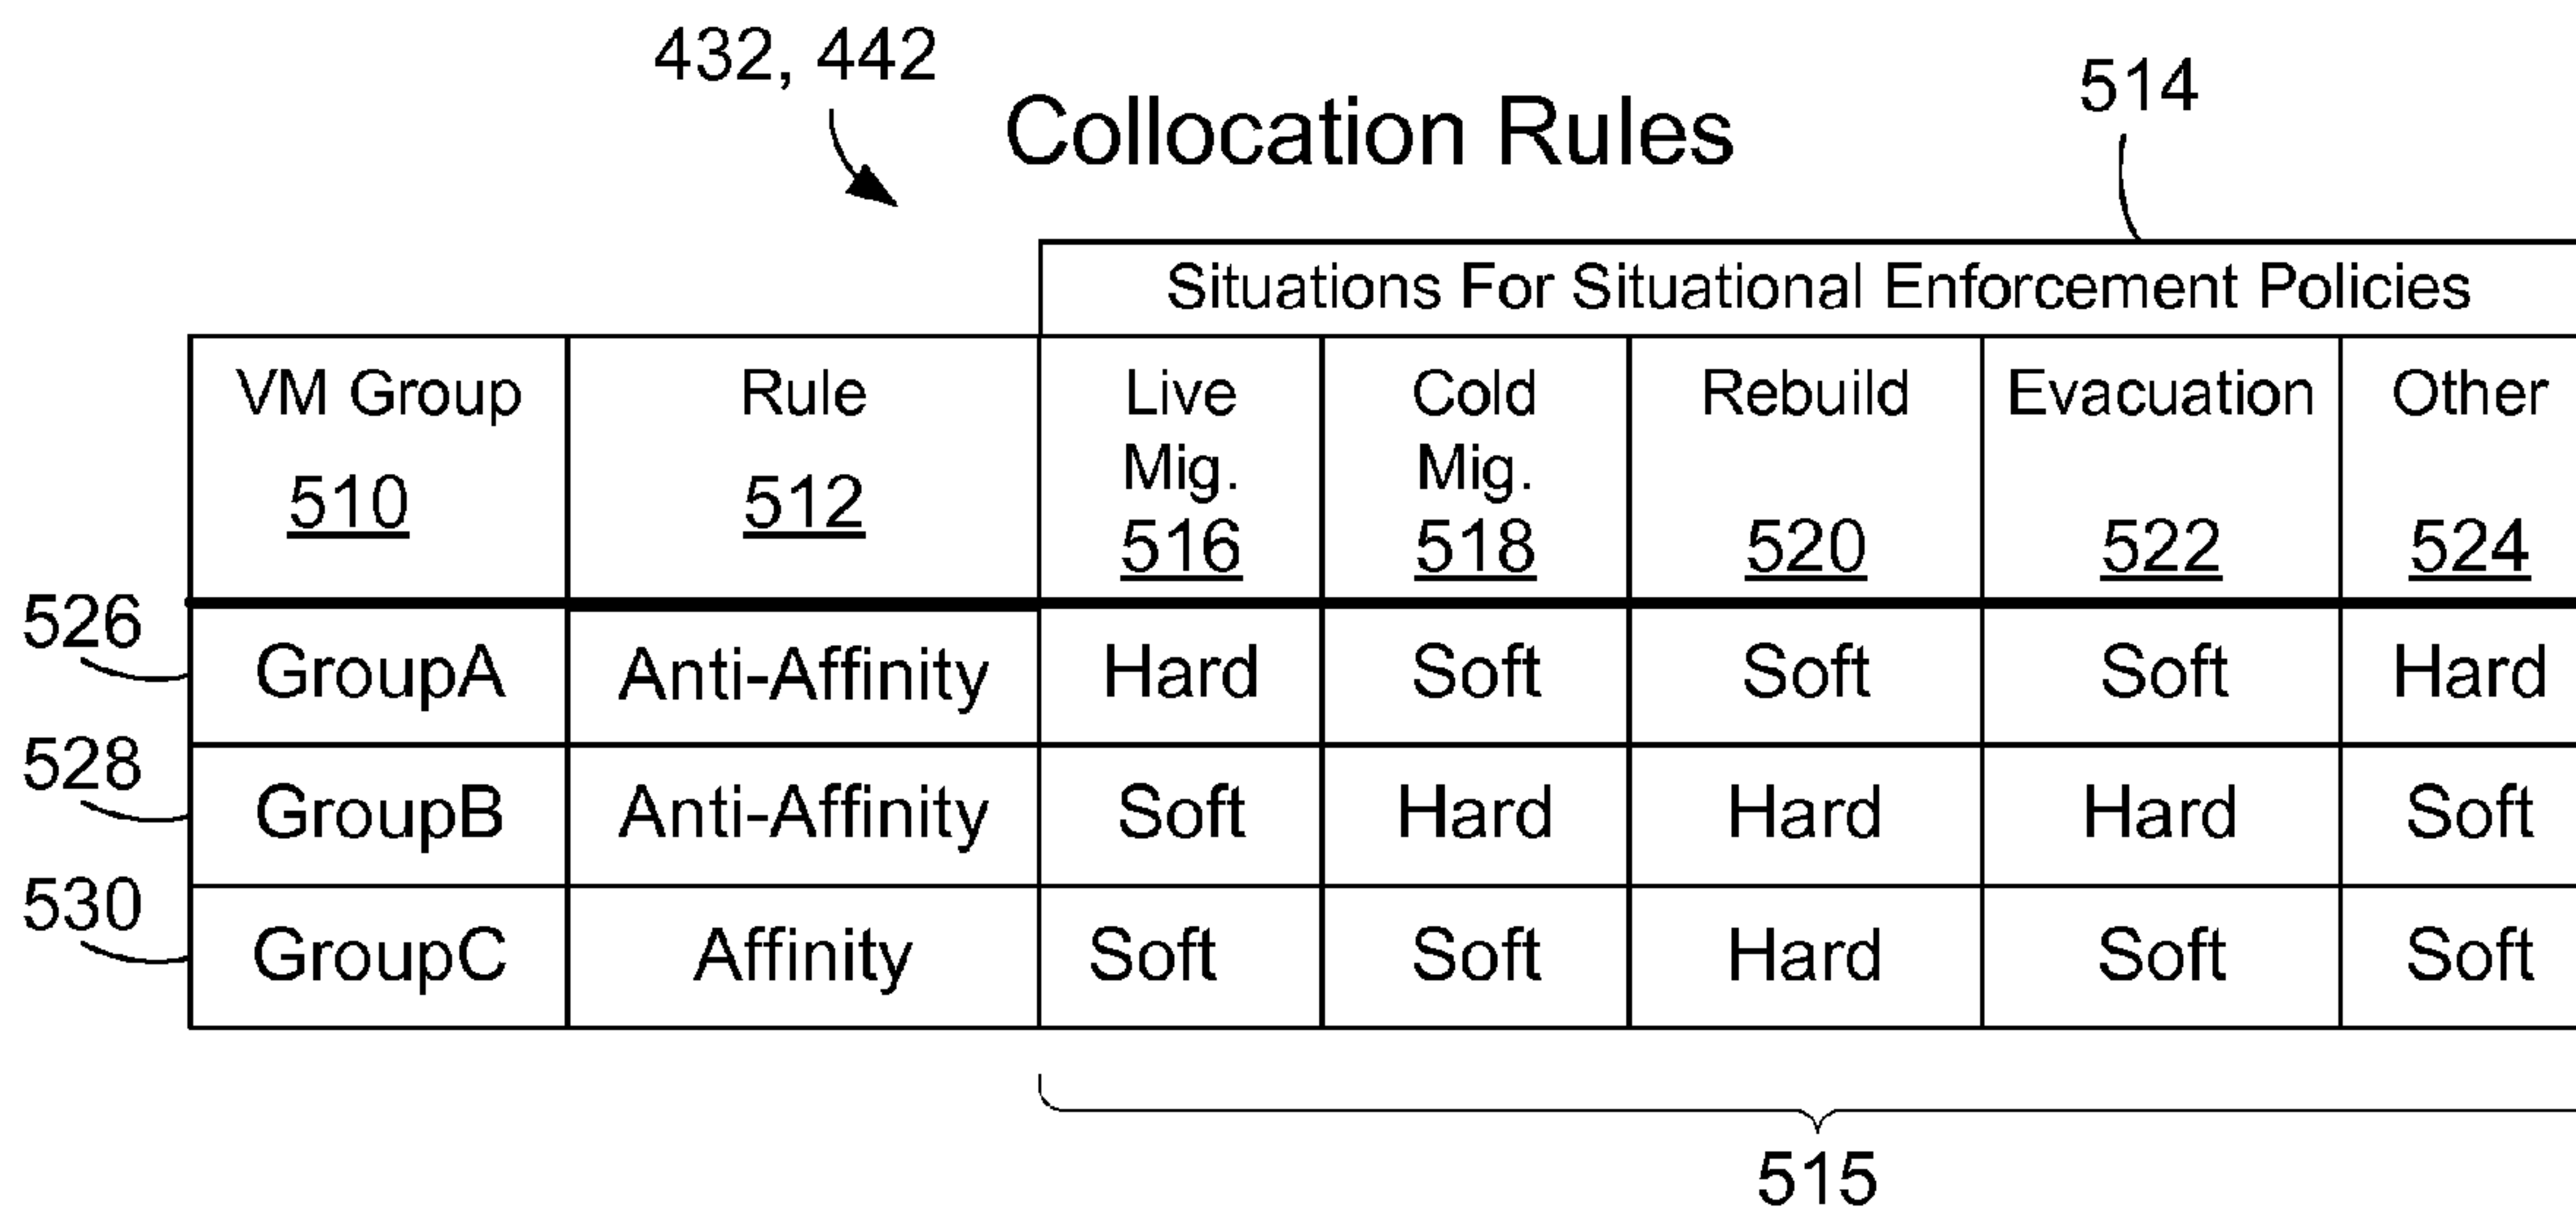 432, 442
514
Collocation Rules
Situations For Situational Enforcement Policies
VM Group Rule Live Cold Rebuild Evacuation Other
Mig. Mig.
510 512 516 518 520 522 524
526
GroupA Anti-Affinity Hard Soft Soft Soft Hard
528
GroupB Anti-Affinity Soft Hard Hard Hard Soft
530
GroupC Affinity Soft Soft Hard Soft Soft
515